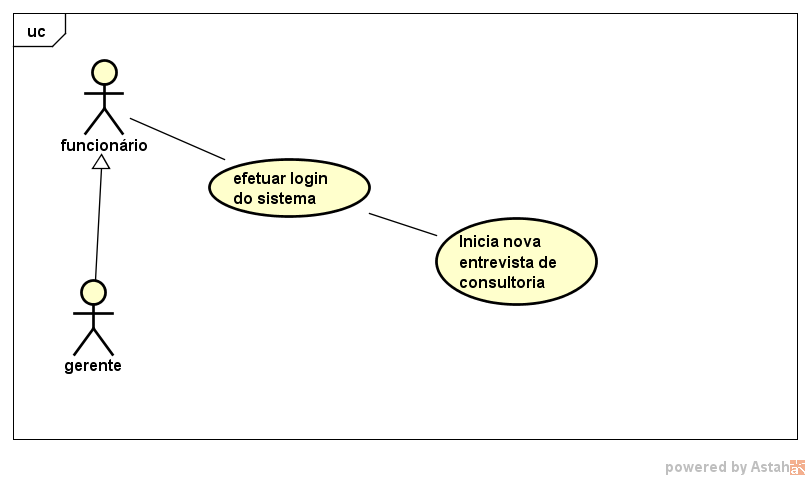 uc
funcionário
efetuar login
do sistema
Inicia nova
entrevista de
consultoria
gerente
powered by Astah